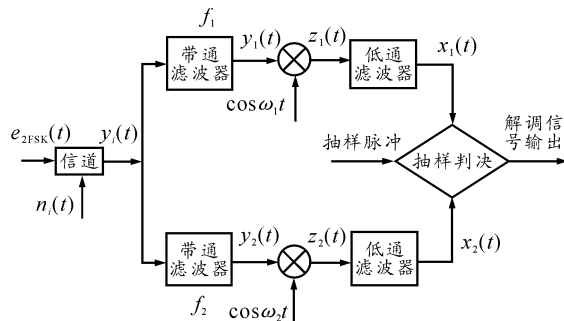 f₁
y₁(t)
z₁(t)
x₁(t)
带通
滤波器
低通
滤波器
cosω₁t
e₂FSK(t)
yᵢ(t)
信道
nᵢ(t)
抽样脉冲
抽样判决
解调信
号输出
y₂(t)
z₂(t)
x₂(t)
带通
滤波器
低通
滤波器
f₂
cosω₂t